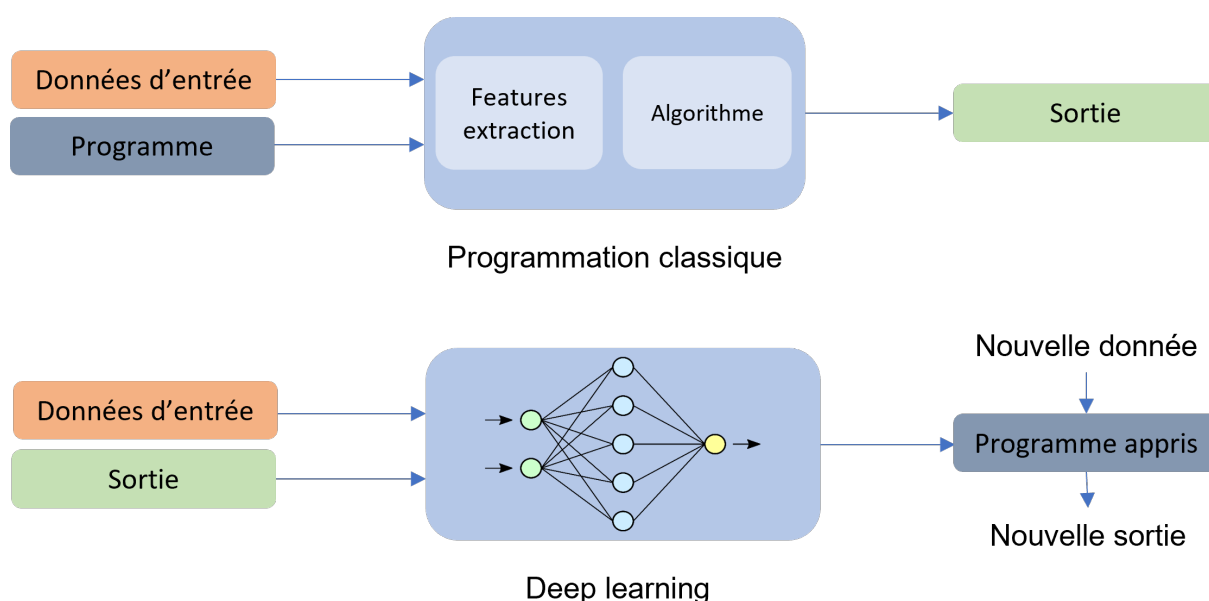 Données d'entrée
Programme
Features
extraction
Algorithme
Sortie
Programmation classique
Données d'entrée
Sortie
Nouvelle donnée
Programme appris
Nouvelle sortie
Deep learning